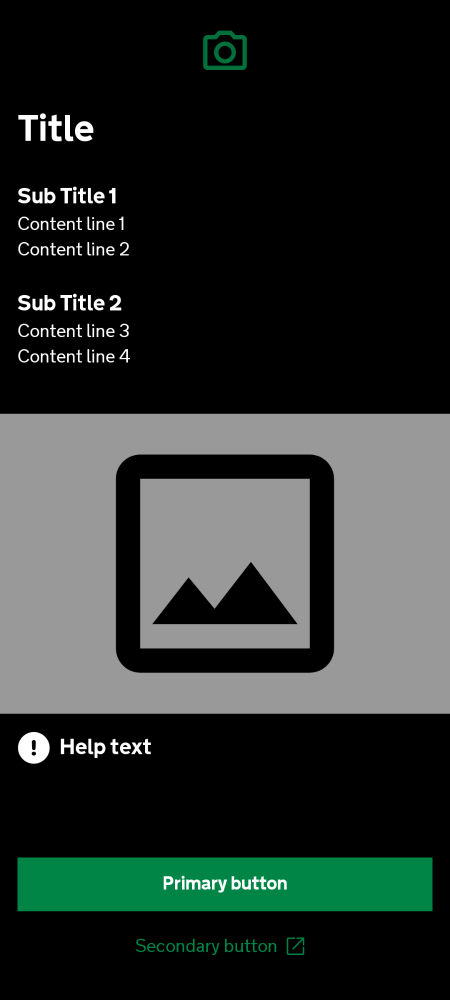 Title
Sub Title 1
Content line 1
Content line 2
Sub Title 2
Content line 3
Content line 4
Help text
Primary button
Secondary button